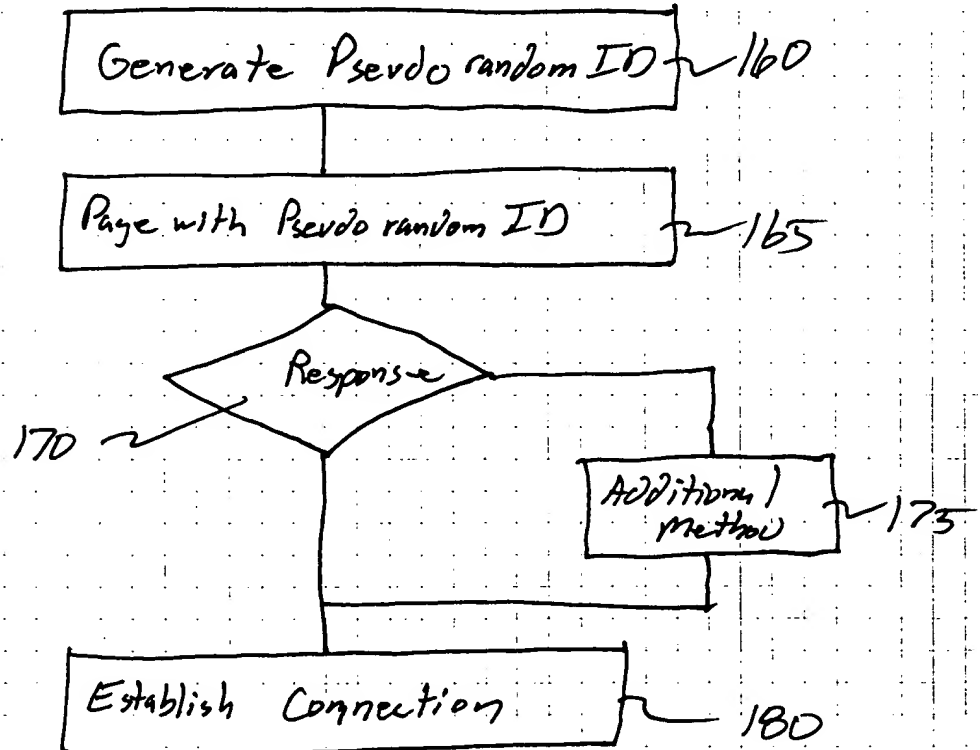 Generate Pseudo random ID 160
Page with Pseudo random ID 165
Response
170
Additional
Method
175
Establish Connection 180